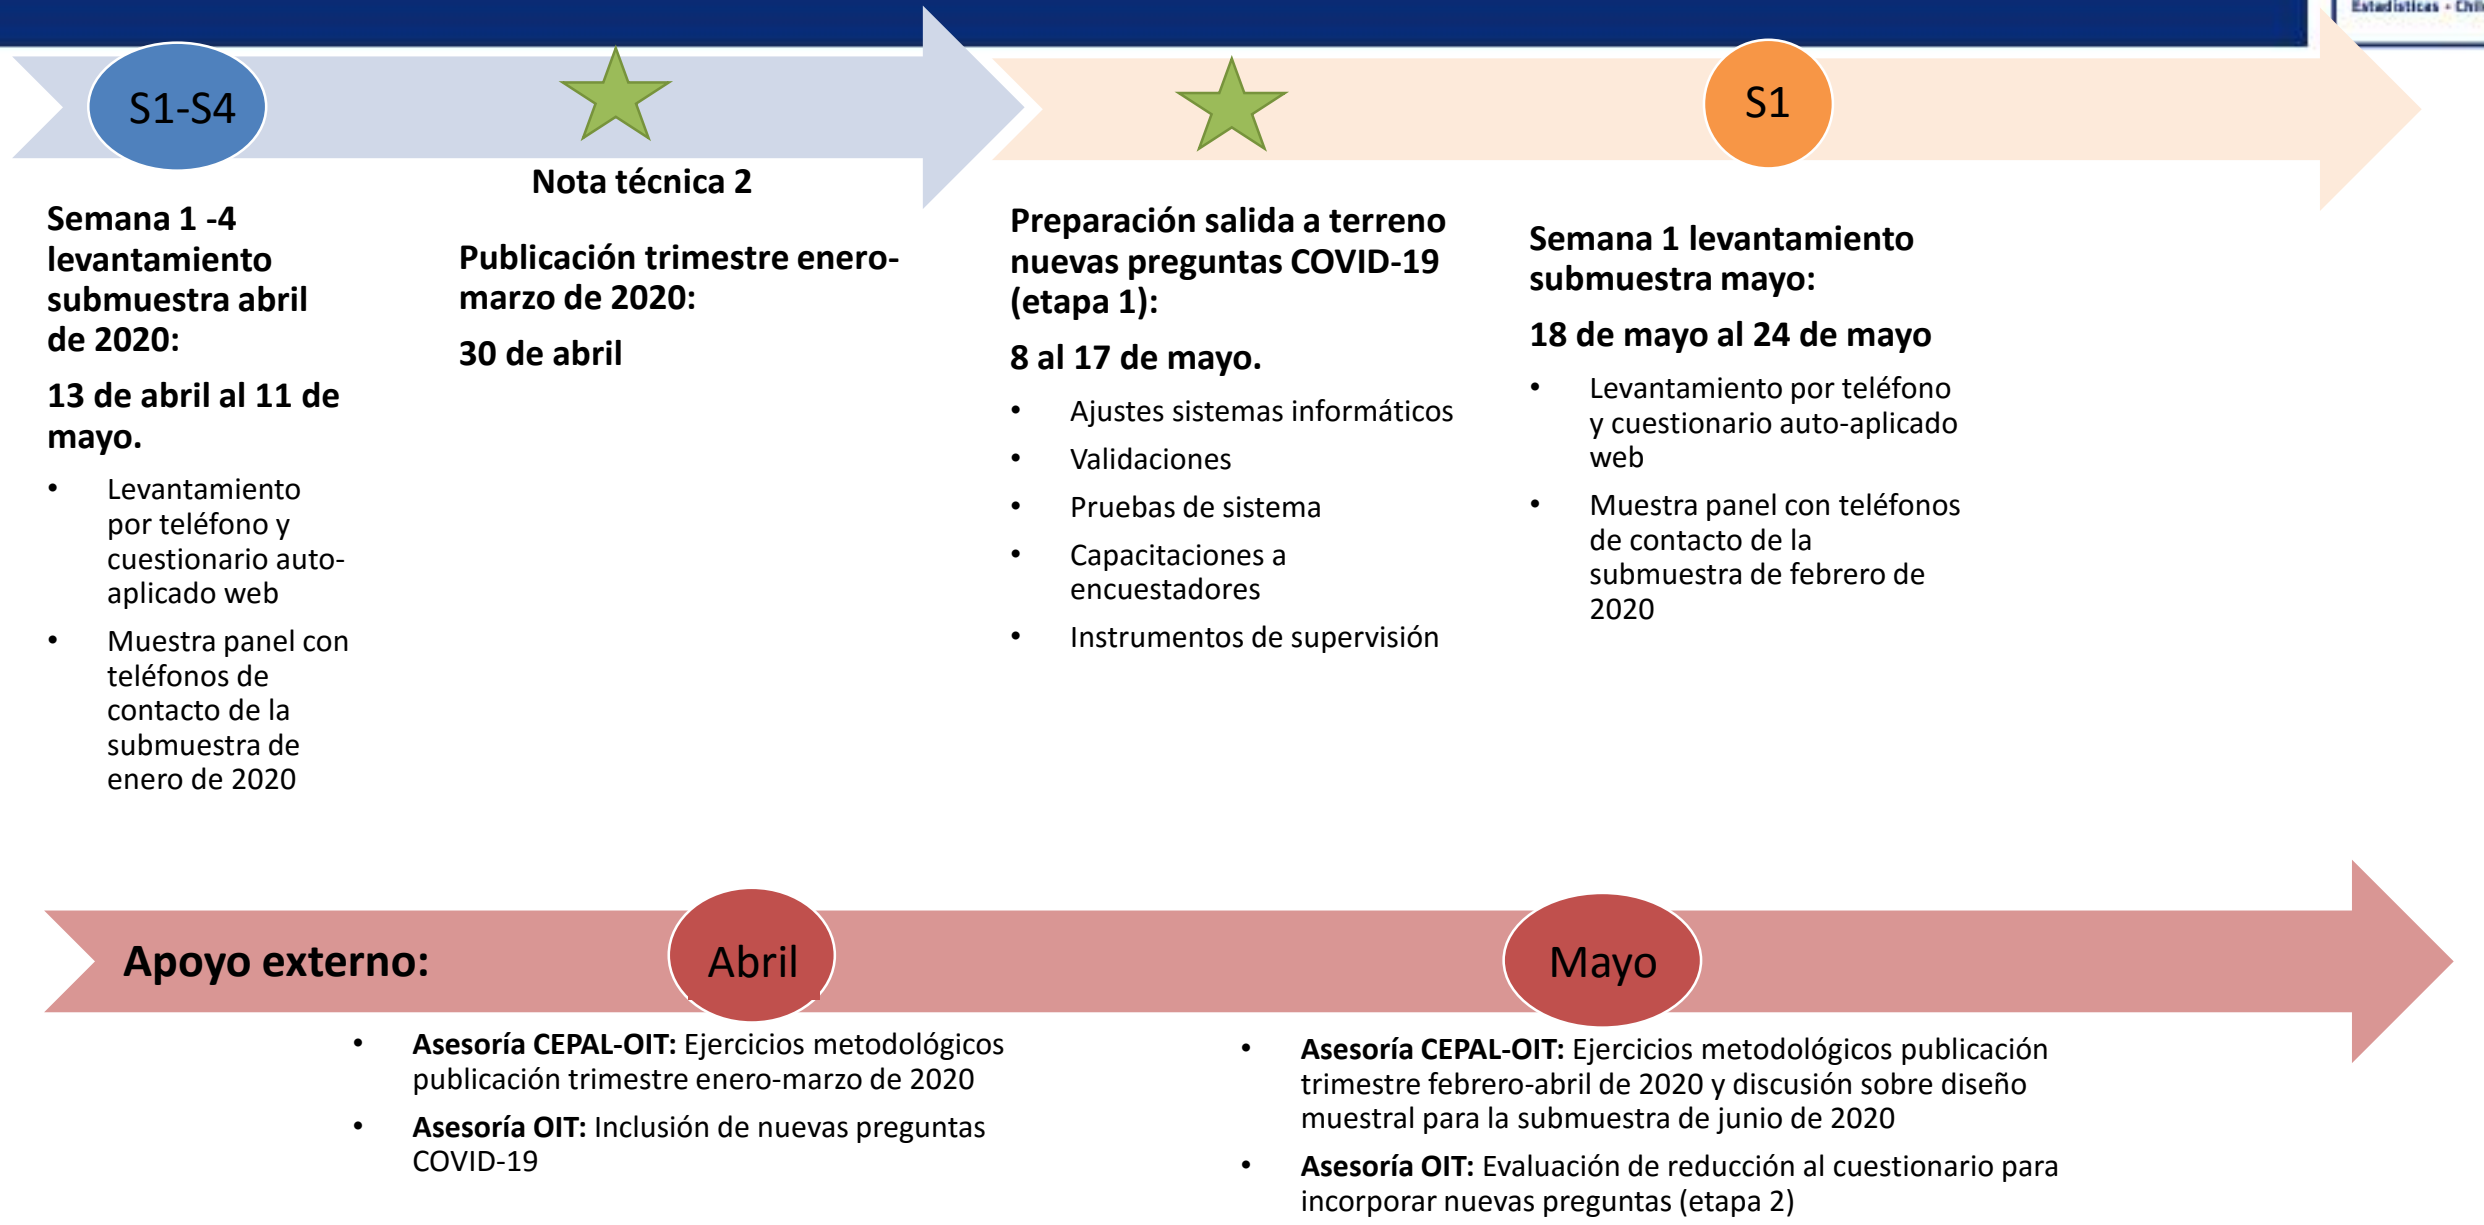 Estadísticas - Chile
S1-S4
S1
Nota técnica 2
Semana 1 -4
levantamiento
submuestra abril
de 2020:
13 de abril al 11 de
mayo.
• Levantamiento
por teléfono y
cuestionario auto-
aplicado web
• Muestra panel con
teléfonos de
contacto de la
submuestra de
enero de 2020
Publicación trimestre enero-
marzo de 2020:
30 de abril
Preparación salida a terreno
nuevas preguntas COVID-19
(etapa 1):
8 al 17 de mayo.
• Ajustes sistemas informáticos
• Validaciones
• Pruebas de sistema
• Capacitaciones a
encuestadores
• Instrumentos de supervisión
Semana 1 levantamiento
submuestra mayo:
18 de mayo al 24 de mayo
• Levantamiento por teléfono
y cuestionario auto-aplicado
web
• Muestra panel con teléfonos
de contacto de la
submuestra de febrero de
2020
Apoyo externo:
Abril
Mayo
• Asesoría CEPAL-OIT: Ejercicios metodológicos
publicación trimestre enero-marzo de 2020
• Asesoría OIT: Inclusión de nuevas preguntas
COVID-19
• Asesoría CEPAL-OIT: Ejercicios metodológicos publicación
trimestre febrero-abril de 2020 y discusión sobre diseño
muestral para la submuestra de junio de 2020
• Asesoría OIT: Evaluación de reducción al cuestionario para
incorporar nuevas preguntas (etapa 2)